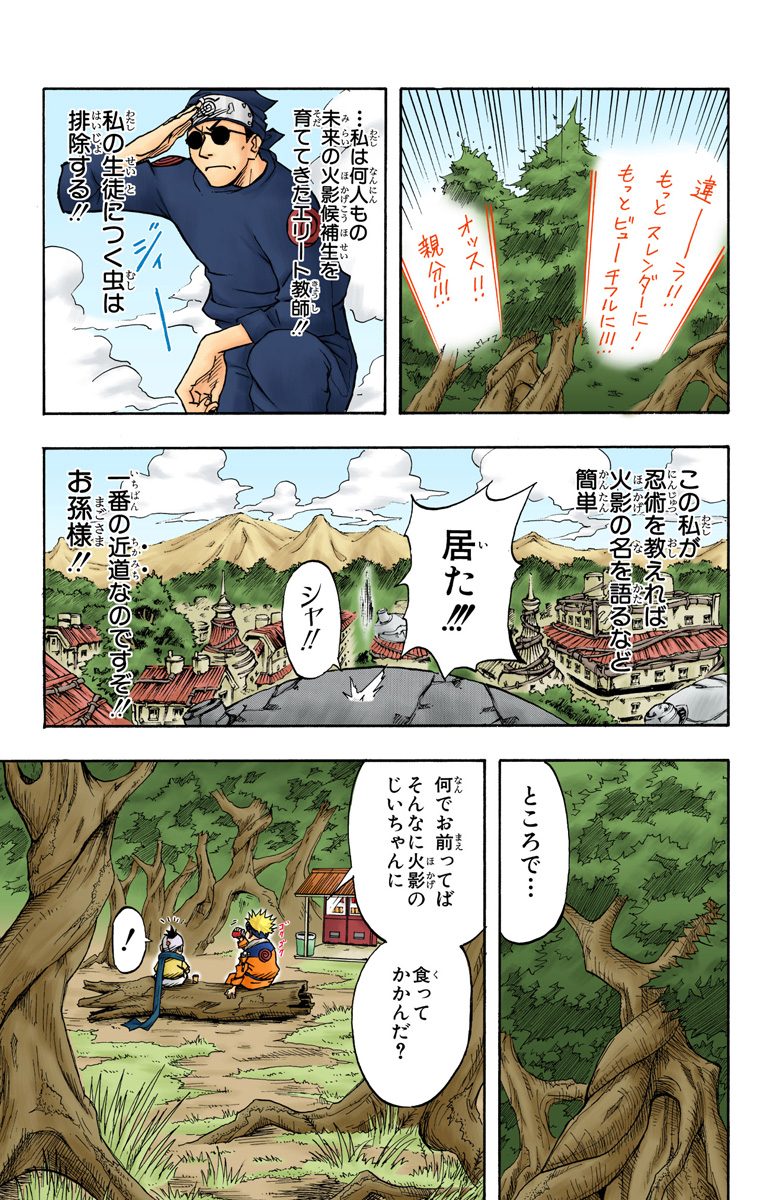 違ーーーう!!
もっとスレンダーに!
もっとビューチフルに!!!
オッス!!
親分!!!
…私は何人もの
未来の火影候補生を
育ててきたエリート教師!!
私の生徒につく虫は
排除する!!
ジィー
この私が
忍術を教えれば
火影の名を語るなど
簡単
居た!!!
シャ!!
一番の近道なのですぞ!!
お孫様!!
ところで…
何でお前ってば
そんなに火影の
じいちゃんに
食って
かかんだ?
ゴクゴク
!